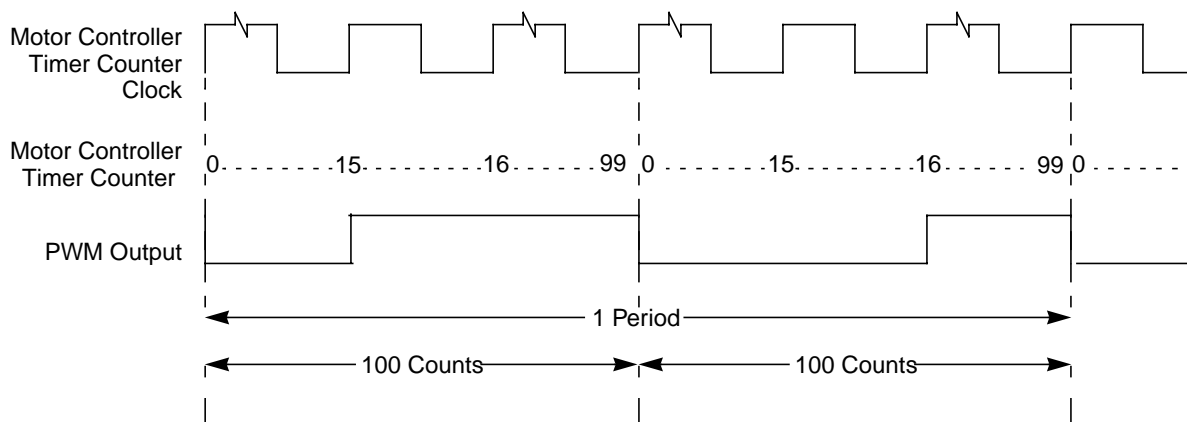 Motor Controller
Timer Counter
Clock
Motor Controller
Timer Counter
0 15 16 99 0 15 16 99 0
PWM Output
1 Period
100 Counts 100 Counts